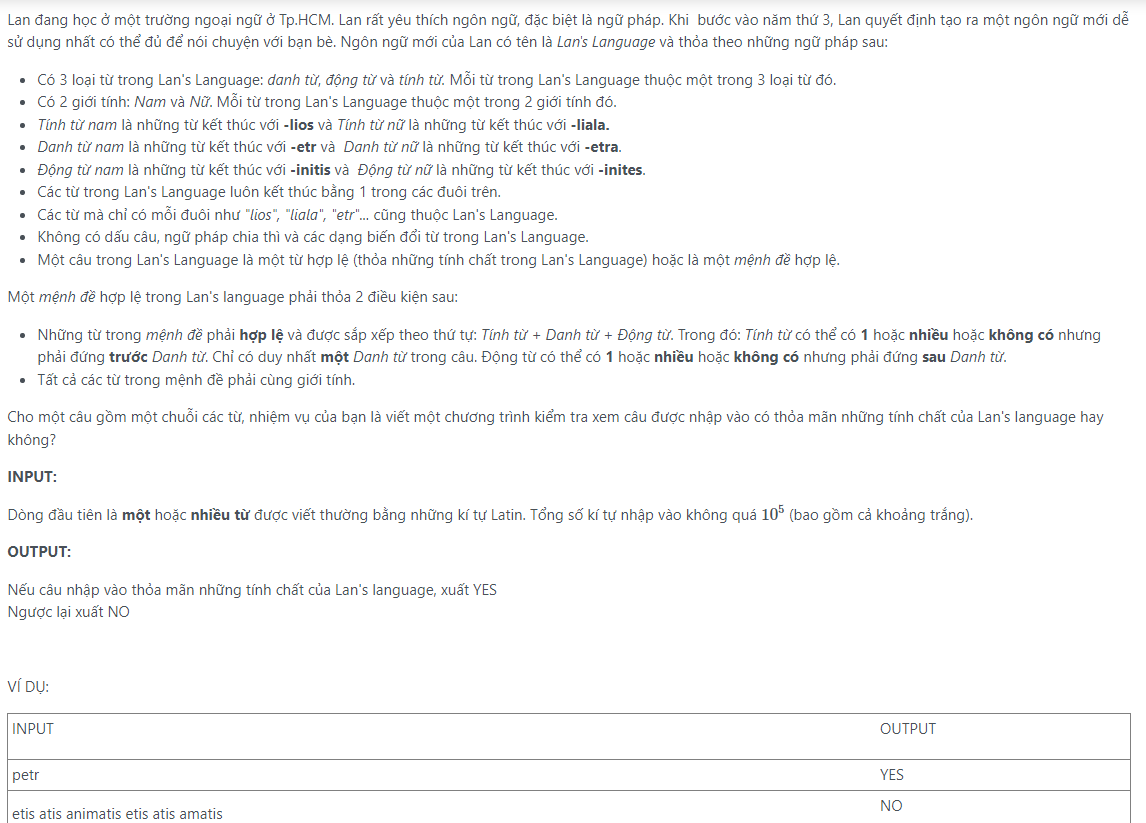 Lan đang học ở một trường ngoại ngữ ở Tp.HCM. Lan rất yêu thích ngôn ngữ, đặc biệt là ngữ pháp. Khi bước vào năm thứ 3, Lan quyết định tạo ra một ngôn ngữ mới dễ
sử dụng nhất có thể đủ để nói chuyện với bạn bè. Ngôn ngữ mới của Lan có tên là Lan's Language và thỏa theo những ngữ pháp sau:
• Có 3 loại từ trong Lan's Language: danh từ, động từ và tính từ. Mỗi từ trong Lan's Language thuộc một trong 3 loại từ đó.
• Có 2 giới tính: Nam và Nữ. Mỗi từ trong Lan's Language thuộc một trong 2 giới tính đó.
• Tính từ nam là những từ kết thúc với -lios và Tính từ nữ là những từ kết thúc với -liala.
• Danh từ nam là những từ kết thúc với -etr và Danh từ nữ là những từ kết thúc với -etra.
• Động từ nam là những từ kết thúc với -initis và Động từ nữ là những từ kết thúc với -inites.
• Các từ trong Lan's Language luôn kết thúc bằng 1 trong các đuôi trên.
• Các từ mà chỉ có mỗi đuôi như "lios", "liala", "etr"... cũng thuộc Lan's Language.
• Không có dấu câu, ngữ pháp chia thì và các dạng biến đổi từ trong Lan's Language.
• Một câu trong Lan's Language là một từ hợp lệ (thỏa những tính chất trong Lan's Language) hoặc là một mệnh đề hợp lệ.
Một mệnh đề hợp lệ trong Lan's language phải thỏa 2 điều kiện sau:
• Những từ trong mệnh đề phải hợp lệ và được sắp xếp theo thứ tự: Tính từ + Danh từ + Động từ. Trong đó: Tính từ có thể có 1 hoặc nhiều hoặc không có nhưng
phải đứng trước Danh từ. Chỉ có duy nhất một Danh từ trong câu. Động từ có thể có 1 hoặc nhiều hoặc không có nhưng phải đứng sau Danh từ.
• Tất cả các từ trong mệnh đề phải cùng giới tính.
Cho một câu gồm một chuỗi các từ, nhiệm vụ của bạn là viết một chương trình kiểm tra xem câu được nhập vào có thỏa mãn những tính chất của Lan's language hay
không?
INPUT:
Dòng đầu tiên là một hoặc nhiều từ được viết thường bằng những kí tự Latin. Tổng số kí tự nhập vào không quá 10⁵ (bao gồm cả khoảng trắng).
OUTPUT:
Nếu câu nhập vào thỏa mãn những tính chất của Lan's language, xuất YES
Ngược lại xuất NO
VÍ DỤ:
INPUT OUTPUT
petr YES
etis atis animatis etis atis amatis NO